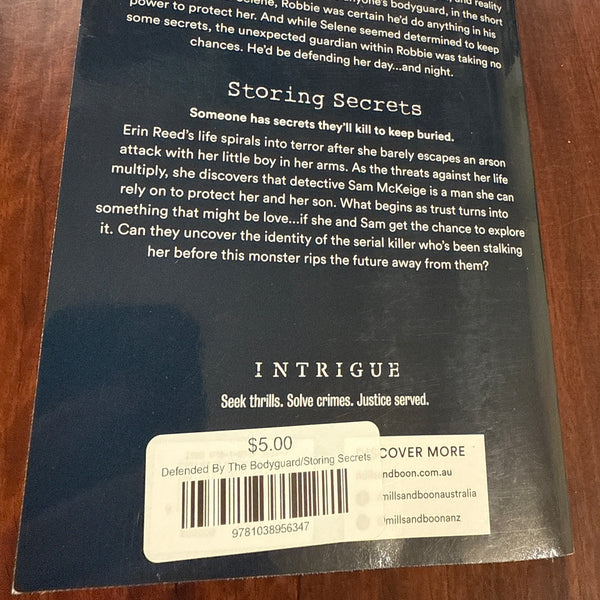 anyone's bodyguard, in the short
Selene, Robbie was certain he'd do anything in his
power to protect her. And while Selene seemed determined to keep
some secrets, the unexpected guardian within Robbie was taking no
chances. He'd be defending her day...and night.
Storing Secrets
Someone has secrets they'll kill to keep buried.
Erin Reed's life spirals into terror after she barely escapes an arson
attack with her little boy in her arms. As the threats against her life
multiply, she discovers that detective Sam McKeige is a man she can
rely on to protect her and her son. What begins as trust turns into
something that might be love...if she and Sam get the chance to explore
it. Can they uncover the identity of the serial killer who's been stalking
her before this monster rips the future away from them?
INTRIGUE
Seek thrills. Solve crimes. Justice served.
$5.00
Defended By The Bodyguard/Storing Secrets
9781038956347
COVER MORE
millsandboon.com.au
@millsandboonaustralia
@millsandboonanz